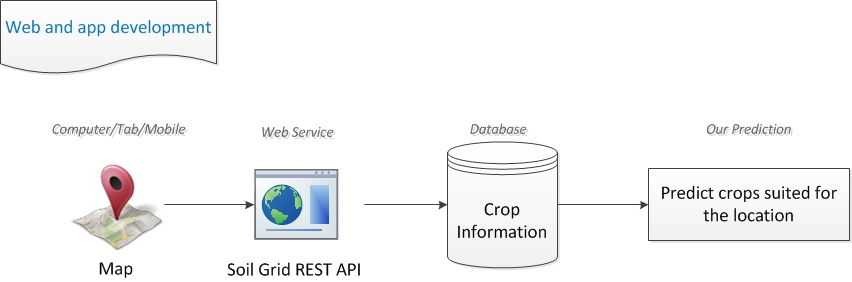 Web and app development
Computer/Tab/Mobile
Web Service
Database
Our Prediction
Crop
Information
Predict crops suited for
the location
Map
Soil Grid REST API